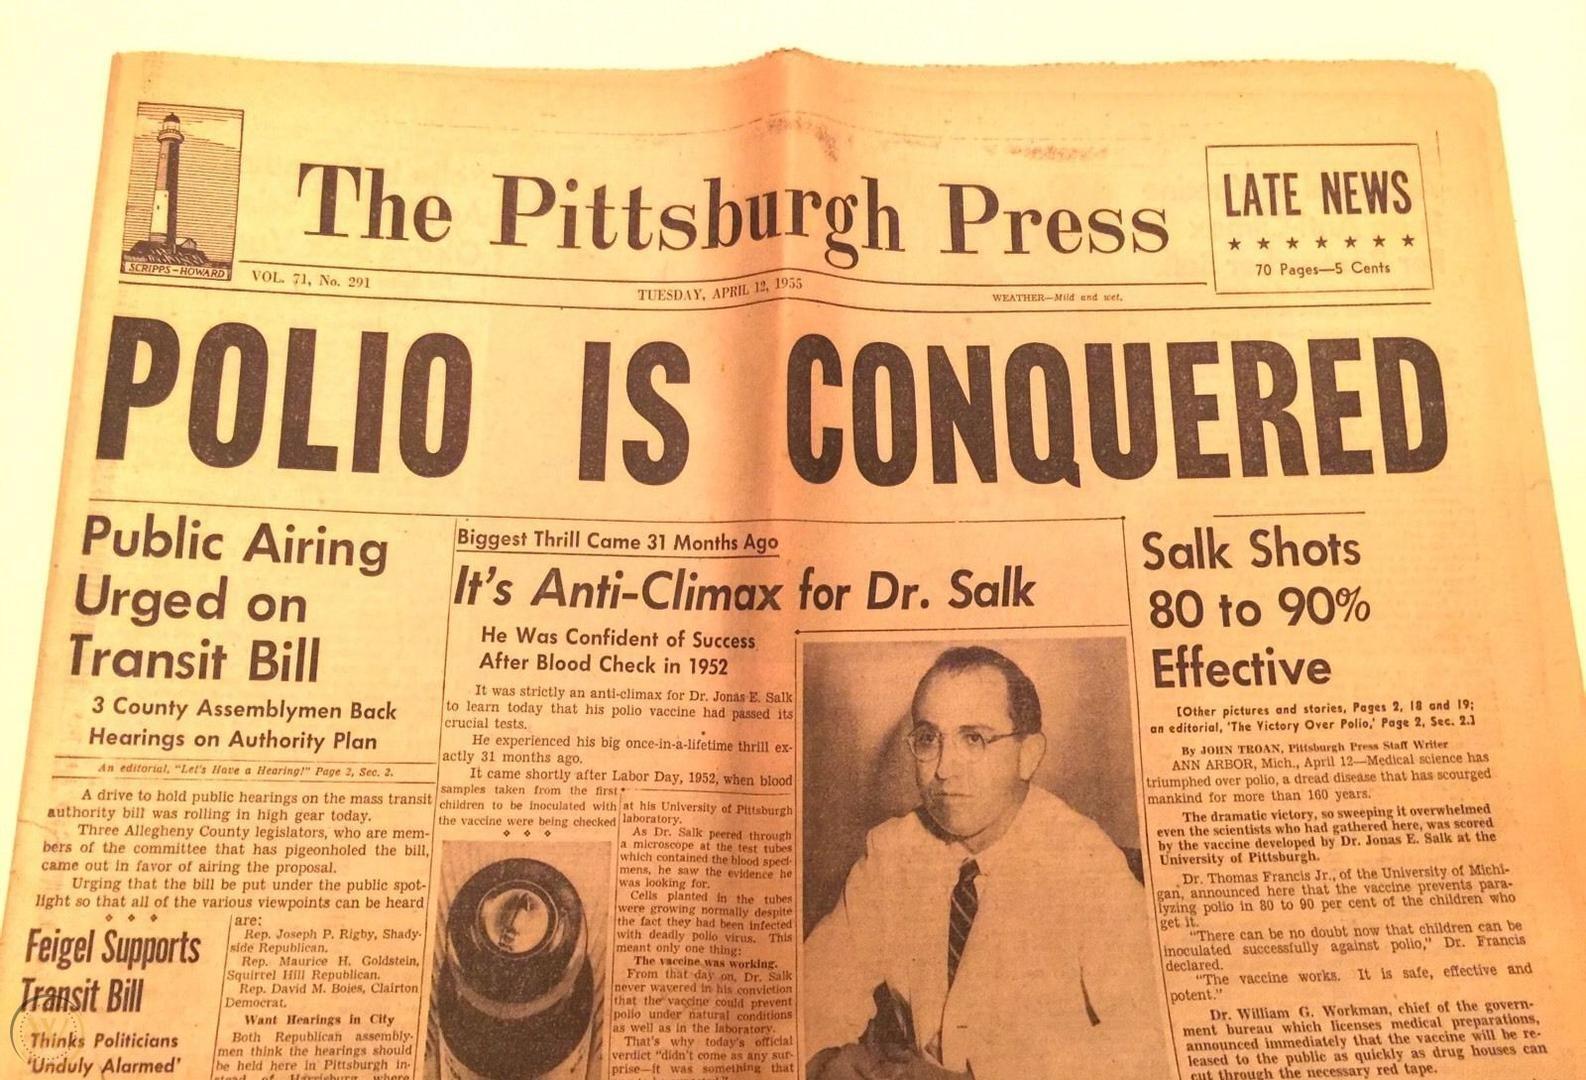 SCRIPPS-HOWARD
The Pittsburgh Press
LATE NEWS
★ ★ ★ ★ ★ ★ ★
70 Pages—5 Cents
VOL. 71, No. 291
TUESDAY, APRIL 12, 1955
WEATHER—Mild and wet.
POLIO IS CONQUERED
Public Airing
Urged on
Transit Bill
3 County Assemblymen Back
Hearings on Authority Plan
An editorial, "Let's Have a Hearing!" Page 2, Sec. 2.
A drive to hold public hearings on the mass transit
authority bill was rolling in high gear today.
Three Allegheny County legislators, who are mem-
bers of the committee that has pigeonholed the bill,
came out in favor of airing the proposal.
Urging that the bill be put under the public spot-
light so that all of the various viewpoints can be heard
Feigel Supports
Transit Bill
Thinks Politicians
'Unduly Alarmed'
are:
Rep. Joseph P. Rigby, Shady-
side Republican.
Rep. Maurice H. Goldstein,
Squirrel Hill Republican.
Rep. David M. Boies, Clairton
Democrat.
Want Hearings in City
Both Republican assembly-
men think the hearings should
be held here in Pittsburgh in-
stead of Harrisburg where
Biggest Thrill Came 31 Months Ago
It's Anti-Climax for Dr. Salk
He Was Confident of Success
After Blood Check in 1952
It was strictly an anti-climax for Dr. Jonas E. Salk
to learn today that his polio vaccine had passed its
crucial tests.
He experienced his big once-in-a-lifetime thrill ex-
actly 31 months ago.
It came shortly after Labor Day, 1952, when blood
samples taken from the first
children to be inoculated with
the vaccine were being checked
at his University of Pittsburgh
laboratory.
As Dr. Salk peered through
a microscope at the test tubes
which contained the blood speci-
mens, he saw the evidence he
was looking for.
Cells planted in the tubes
were growing normally despite
the fact they had been infected
with deadly polio virus. This
meant only one thing:
The vaccine was working.
From that day on, Dr. Salk
never wavered in his conviction
that the vaccine could prevent
polio under natural conditions
as well as in the laboratory.
That's why today's official
verdict "didn't come as any sur-
prise—it was something that
Salk Shots
80 to 90%
Effective
[Other pictures and stories, Pages 2, 18 and 19;
an editorial, 'The Victory Over Polio,' Page 2, Sec. 2.]
By JOHN TROAN, Pittsburgh Press Staff Writer
ANN ARBOR, Mich., April 12—Medical science has
triumphed over polio, a dread disease that has scourged
mankind for more than 160 years.
The dramatic victory, so sweeping it overwhelmed
even the scientists who had gathered here, was scored
by the vaccine developed by Dr. Jonas E. Salk at the
University of Pittsburgh.
Dr. Thomas Francis Jr., of the University of Michi-
gan, announced here that the vaccine prevents para-
lyzing polio in 80 to 90 per cent of the children who
get it.
"There can be no doubt now that children can be
inoculated successfully against polio," Dr. Francis
declared.
"The vaccine works. It is safe, effective and
potent."
Dr. William G. Workman, chief of the govern-
ment bureau which licenses medical preparations,
announced immediately that the vaccine will be re-
leased to the public as quickly as drug houses can
cut through the necessary red tape.